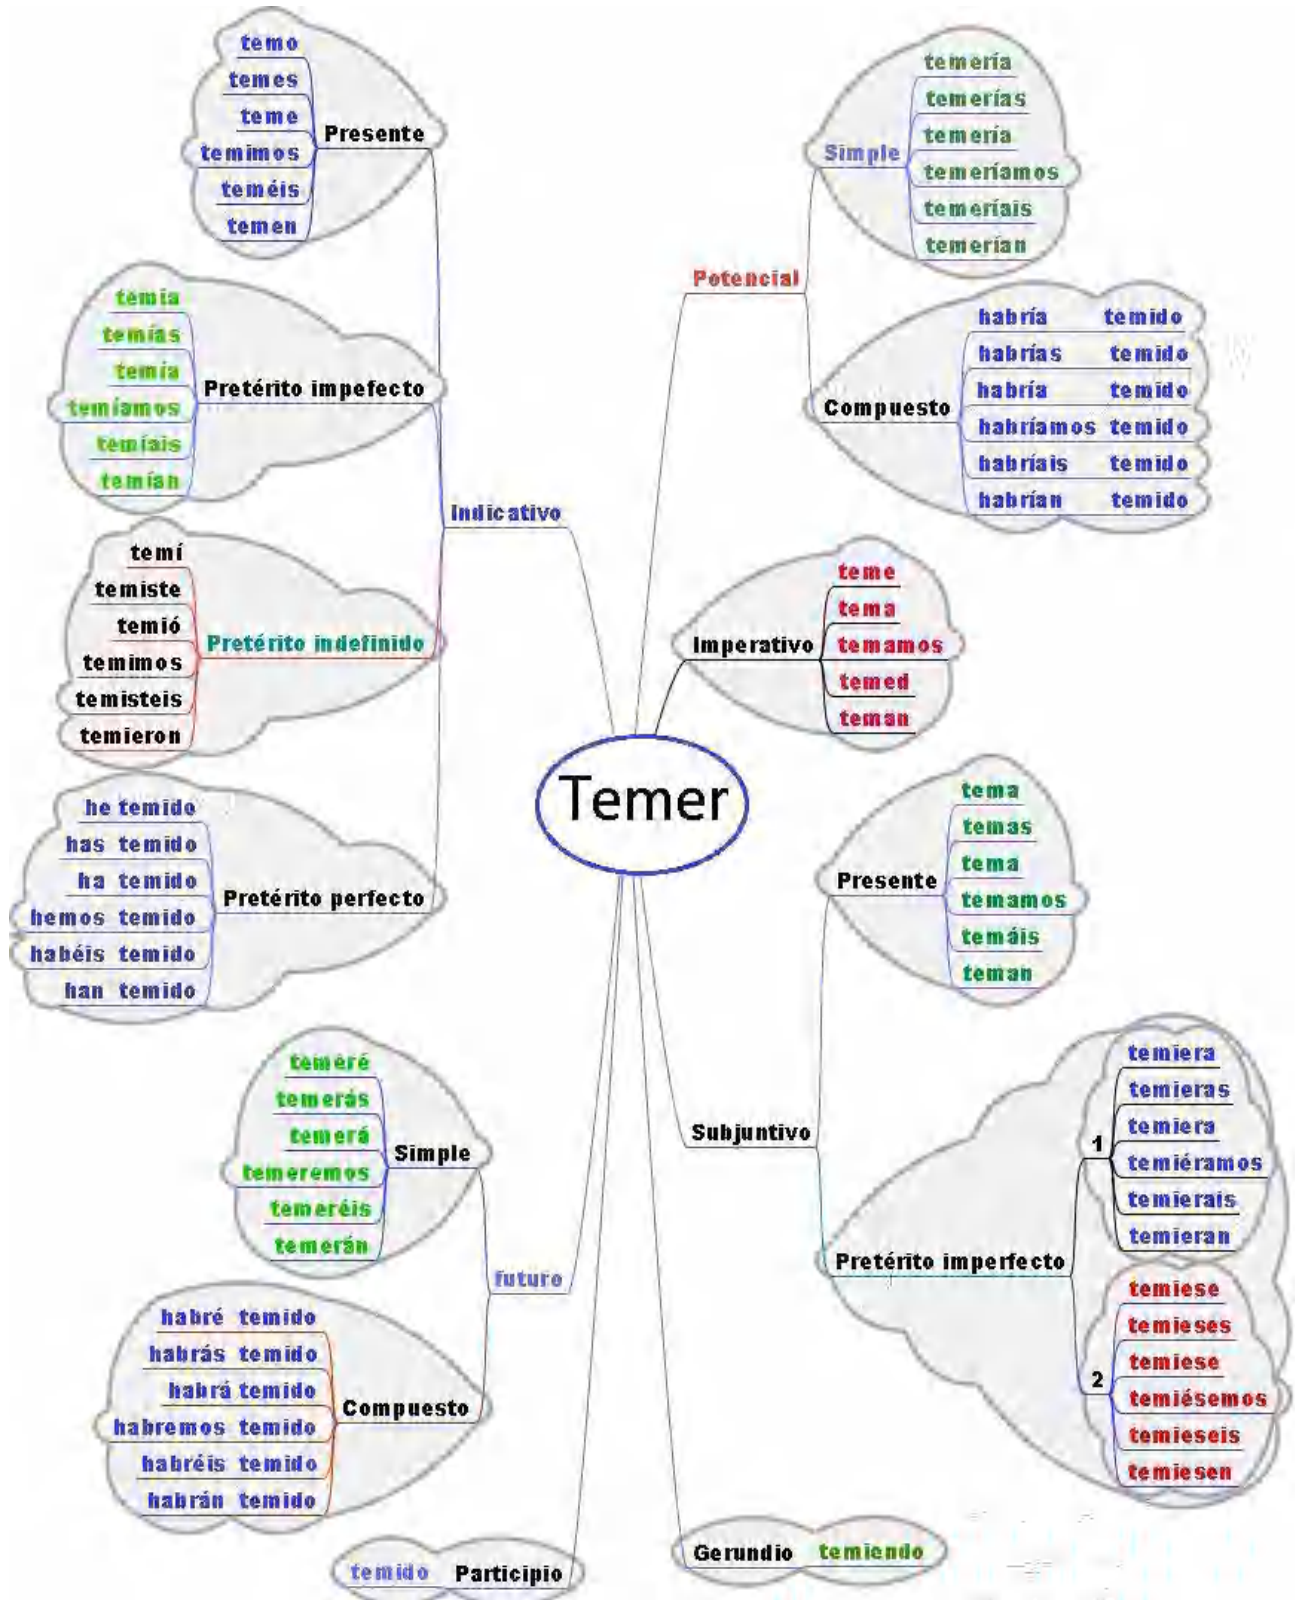 temo
temes
teme
temimos
teméis
temen
Presente
temía
temías
temía
temíamos
temíais
temían
Pretérito impefecto
Indicativo
temí
temiste
temió
temimos
temisteis
temieron
Pretérito indefinido
he temido
has temido
ha temido
hemos temido
habéis temido
han temido
Pretérito perfecto
temeré
temerás
temerá
temeremos
temeréis
temerán
Simple
futuro
habré temido
habrás temido
habrá temido
habremos temido
habréis temido
habrán temido
Compuesto
temido Participio
Temer
Potencial
Simple
temería
temerías
temería
temeríamos
temeríais
temerían
Compuesto
habría temido
habrías temido
habría temido
habríamos temido
habríais temido
habrían temido
Imperativo
teme
tema
temamos
temed
teman
Subjuntivo
Presente
tema
temas
tema
temamos
temáis
teman
Pretérito imperfecto
1
temiera
temieras
temiera
temiéramos
temierais
temieran
2
temiese
temieses
temiese
temiésemos
temieseis
temiesen
Gerundio temiendo